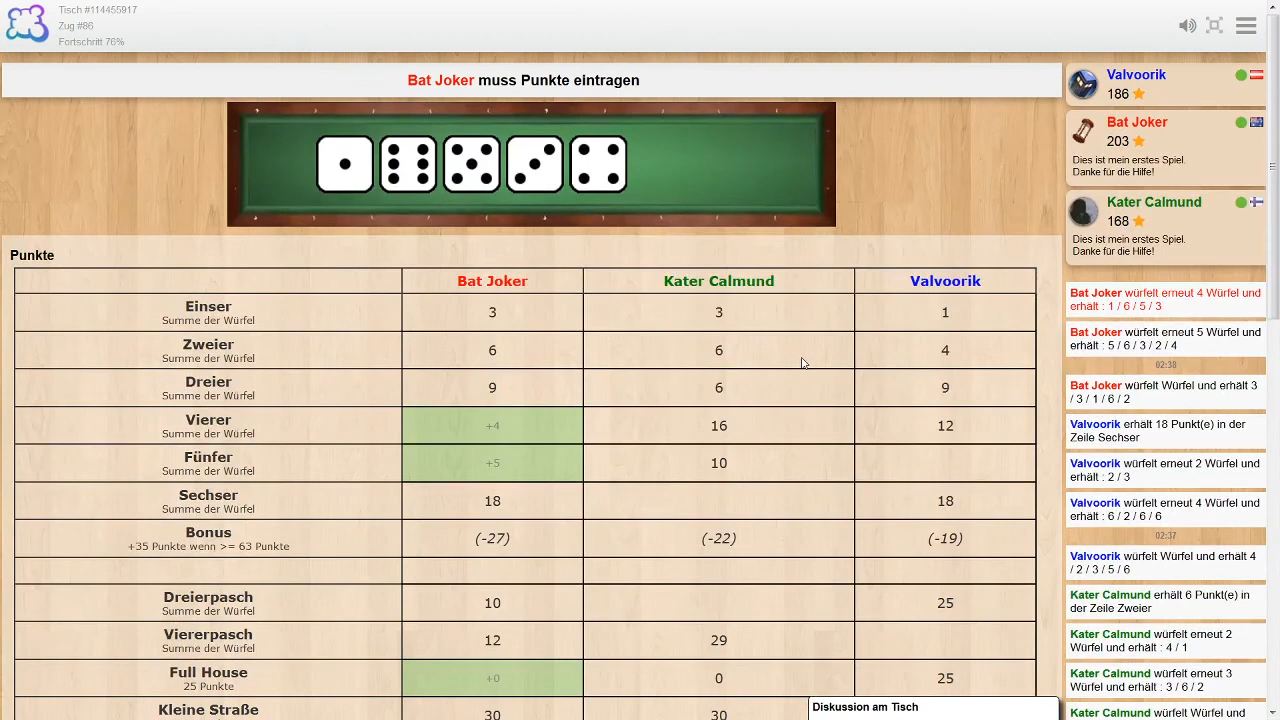 Tisch #114455917
Zug #86
Fortschritt 76%
Bat Joker muss Punkte eintragen
Valvoorik
186
Bat Joker
203
Dies ist mein erstes Spiel.
Danke für die Hilfe!
Kater Calmund
168
Dies ist mein erstes Spiel.
Danke für die Hilfe!
Punkte
Bat Joker Kater Calmund Valvoorik
Einser
Summe der Würfel
3 3 1
Zweier
Summe der Würfel
6 6 4
Dreier
Summe der Würfel
9 6 9
Vierer
Summe der Würfel
+4 16 12
Fünfer
Summe der Würfel
+5 10
Sechser
Summe der Würfel
18 18
Bonus
+35 Punkte wenn >= 63 Punkte
(-27) (-22) (-19)
Dreierpasch
Summe der Würfel
10 25
Viererpasch
Summe der Würfel
12 29
Full House
25 Punkte
+0 0 25
Kleine Straße
30 30
Bat Joker würfelt erneut 4 Würfel und
erhält : 1 / 6 / 5 / 3
Bat Joker würfelt erneut 5 Würfel und
erhält : 5 / 6 / 3 / 2 / 4
02:38
Bat Joker würfelt Würfel und erhält 3
/ 3 / 1 / 6 / 2
Valvoorik erhält 18 Punkt(e) in der
Zeile Sechser
Valvoorik würfelt erneut 2 Würfel und
erhält : 2 / 3
Valvoorik würfelt erneut 4 Würfel und
erhält : 6 / 2 / 6 / 6
02:37
Valvoorik würfelt Würfel und erhält 4
/ 2 / 3 / 5 / 6
Kater Calmund erhält 6 Punkt(e) in
der Zeile Zweier
Kater Calmund würfelt erneut 2
Würfel und erhält : 4 / 1
Kater Calmund würfelt erneut 3
Würfel und erhält : 3 / 6 / 2
Kater Calmund würfelt Würfel und
Diskussion am Tisch